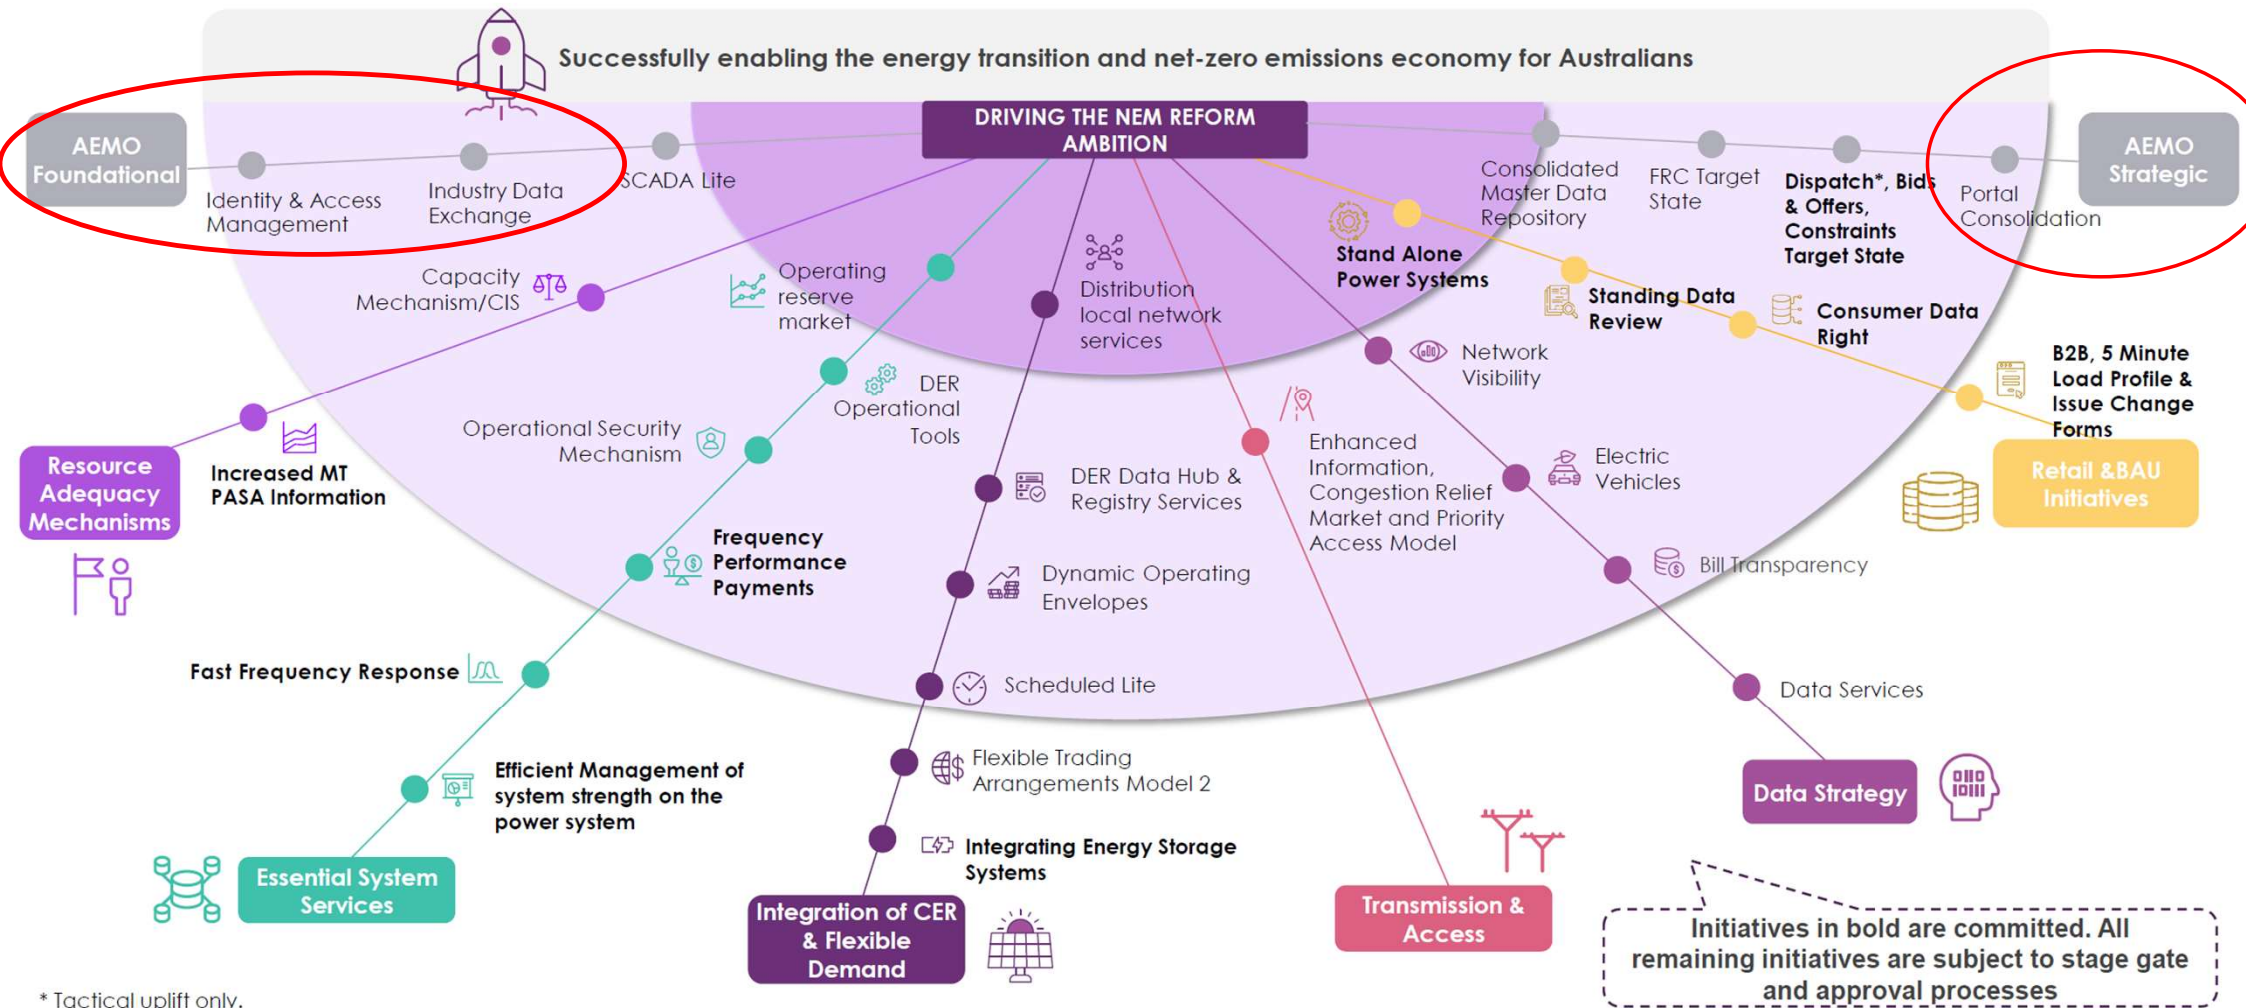 Successfully enabling the energy transition and net-zero emissions economy for Australians
DRIVING THE NEM REFORM
AMBITION
AEMO
Foundational
Identity & Access
Management
Industry Data
Exchange
SCADA Lite
Consolidated
Master Data
Repository
FRC Target
State
Dispatch*, Bids
& Offers,
Constraints
Target State
Portal
Consolidation
AEMO
Strategic
Capacity
Mechanism/CIS
Increased MT
PASA Information
Resource
Adequacy
Mechanisms
Operating
reserve
market
DER
Operational
Tools
Operational Security
Mechanism
Frequency
Performance
Payments
Fast Frequency Response
Efficient Management of
system strength on the
power system
Essential System
Services
Distribution
local network
services
DER Data Hub &
Registry Services
Dynamic Operating
Envelopes
Scheduled Lite
Flexible Trading
Arrangements Model 2
Integrating Energy Storage
Systems
Integration of CER
& Flexible
Demand
Enhanced
Information,
Congestion Relief
Market and Priority
Access Model
Transmission &
Access
Network
Visibility
Electric
Vehicles
Bill Transparency
Data Services
Data Strategy
Stand Alone
Power Systems
Standing Data
Review
Consumer Data
Right
B2B, 5 Minute
Load Profile &
Issue Change
Forms
Retail &BAU
Initiatives
Initiatives in bold are committed. All
remaining initiatives are subject to stage gate
and approval processes
* Tactical uplift only.